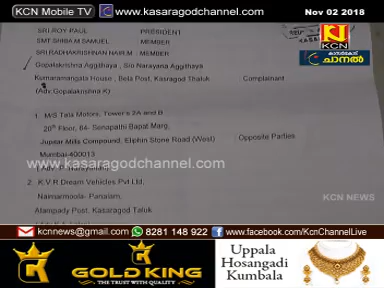 KCN Mobile TV www.kasaragodchannel.com Nov 02 2018
SRI ROY PAUL PRESIDENT
SMT.SHIBA M SAMUEL MEMBER
SRI RADHAKRISHNAN NAIR.M MEMBER
Gopalakrishna Aggithaya, S/o Narayana Aggithaya
Kumaramangala House, Bela Post, Kasaragod Thaluk Complainant
(Adv.Gopalakrishna K)
KCN
ചാനൽ
1. M/S Tata Motors, Tower's 2A and B
20th Floor, 64- Senapathi Bapat Marg,
Jupiter Mills Compound, Elphin Stone Road (West) Opposite Parties
Mumbai-400013
www.kasaragodchannel.com
2. K.V.R Dream Vehicles Pvt Ltd,
KCN NEWS
Naimarmoola- Panalam,
Alampady Post, Kasaragod Taluk
kcnnews@gmail.com 8281 148 922 www.facebook.com/KcnChannelLive
GOLD KING
THE TRUST WITH QUALITY
Uppala
Hosangadi
Kumbala